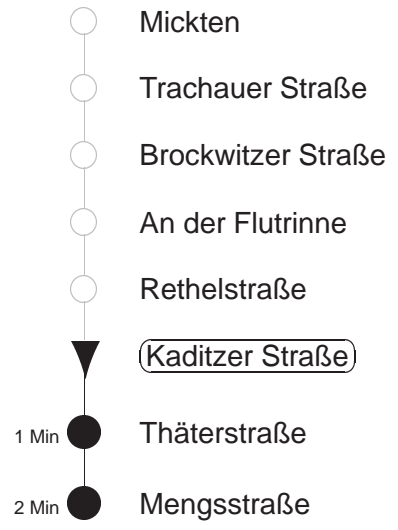 Mickten
Trachauer Straße
Brockwitzer Straße
An der Flutrinne
Rethelstraße
Kaditzer Straße
1 Min Thäterstraße
2 Min Mengsstraße